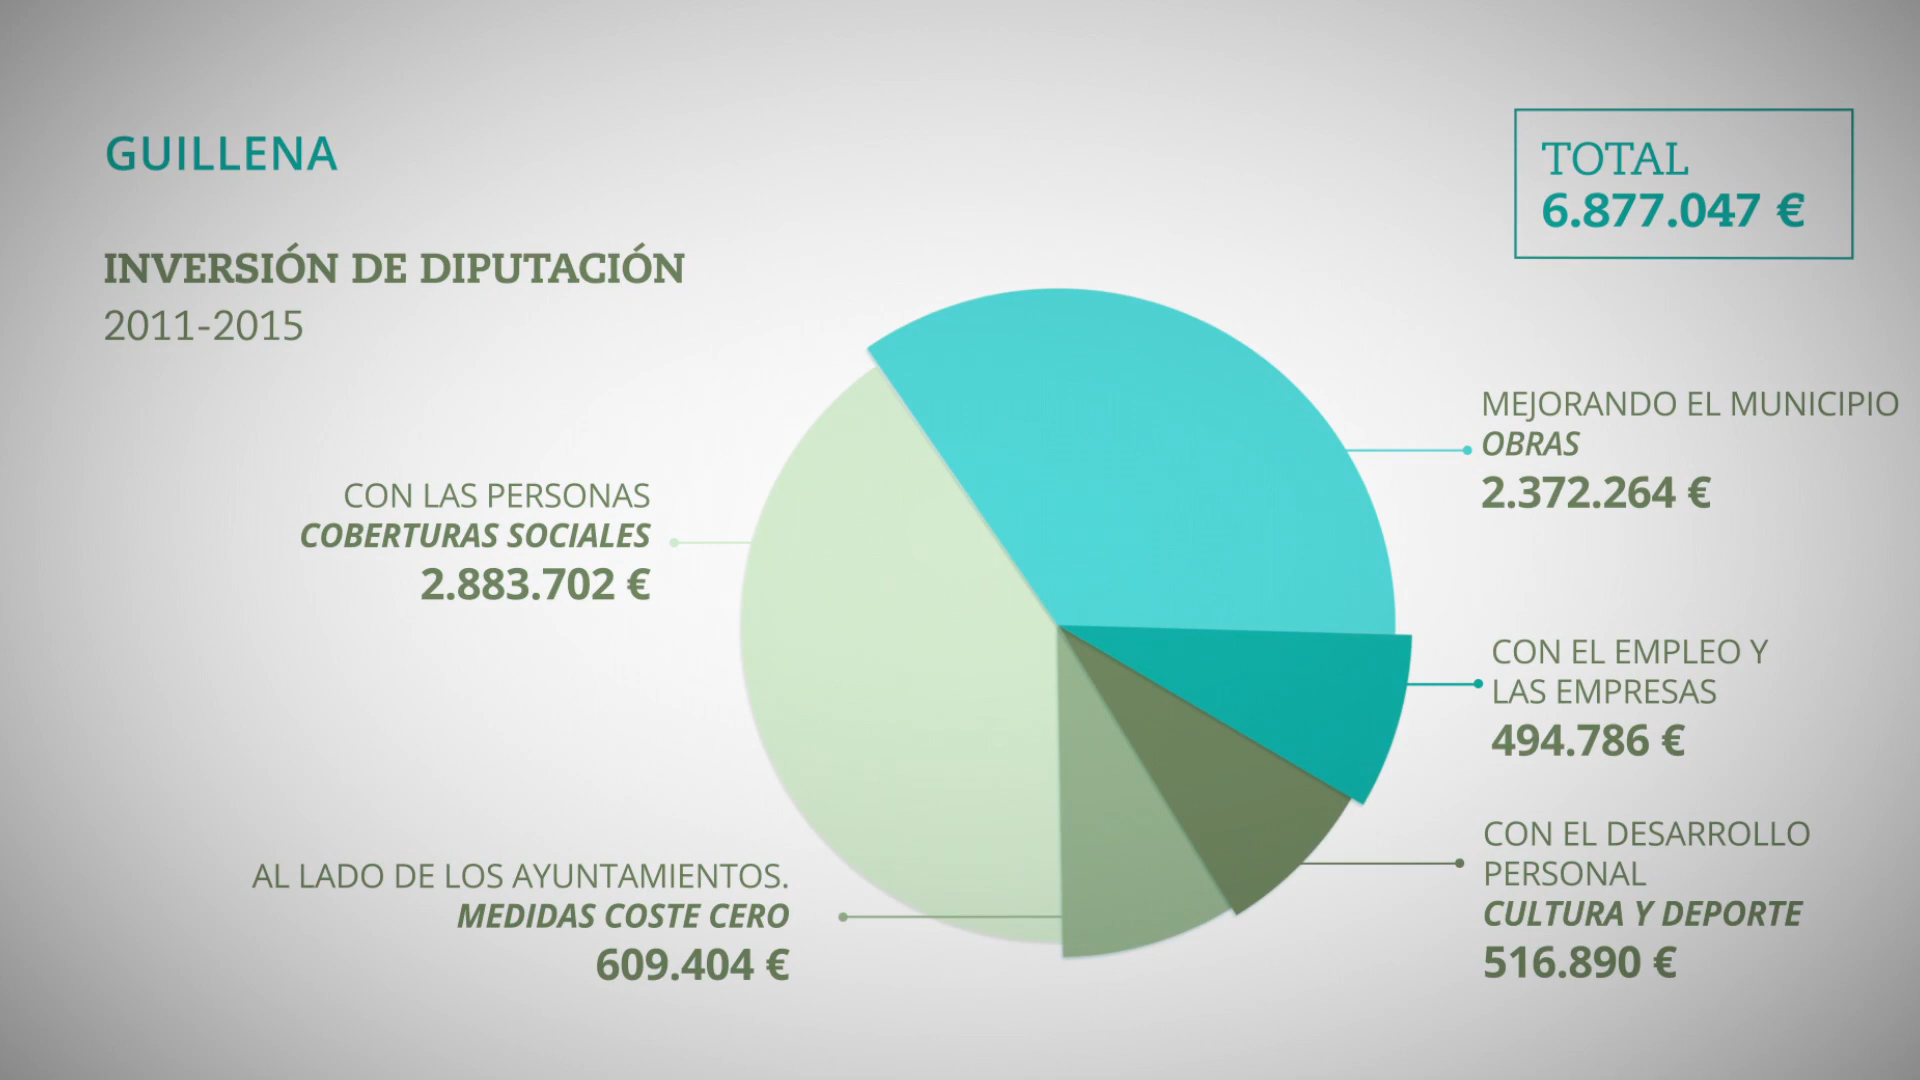 GUILLENA
INVERSIÓN DE DIPUTACIÓN
2011-2015
TOTAL
6.877.047 €
MEJORANDO EL MUNICIPIO
OBRAS
2.372.264 €
CON LAS PERSONAS
COBERTURAS SOCIALES
2.883.702 €
CON EL EMPLEO Y
LAS EMPRESAS
494.786 €
CON EL DESARROLLO
PERSONAL
CULTURA Y DEPORTE
516.890 €
AL LADO DE LOS AYUNTAMIENTOS.
MEDIDAS COSTE CERO
609.404 €